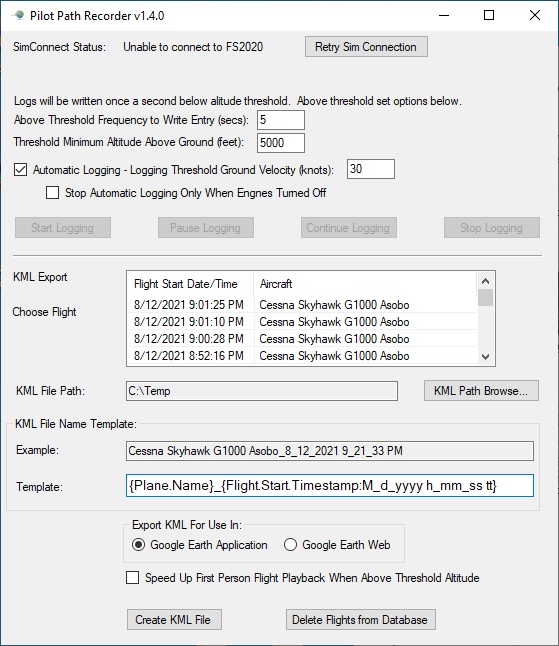 Pilot Path Recorder v1.4.0
SimConnect Status: Unable to connect to FS2020 Retry Sim Connection
Logs will be written once a second below alitude threshold. Above threshold set options below.
Above Threshold Frequency to Write Entry (secs): 5
Threshold Minimum Altitude Above Ground (feet): 5000
Automatic Logging - Logging Threshold Ground Velocity (knots): 30
Stop Automatic Logging Only When Engnes Turned Off
Start Logging Pause Logging Continue Logging Stop Logging
KML Export
Choose Flight
Flight Start Date/Time Aircraft
8/12/2021 9:01:25 PM Cessna Skyhawk G1000 Asobo
8/12/2021 9:01:10 PM Cessna Skyhawk G1000 Asobo
8/12/2021 9:00:28 PM Cessna Skyhawk G1000 Asobo
8/12/2021 8:52:16 PM Cessna Skyhawk G1000 Asobo
KML File Path: C:\Temp KML Path Browse...
KML File Name Template:
Example: Cessna Skyhawk G1000 Asobo_8_12_2021 9_21_33 PM
Template: {Plane.Name}_{Flight.Start.Timestamp:M_d_yyyy h_mm_ss tt}
Export KML For Use In:
Google Earth Application Google Earth Web
Speed Up First Person Flight Playback When Above Threshold Altitude
Create KML File Delete Flights from Database